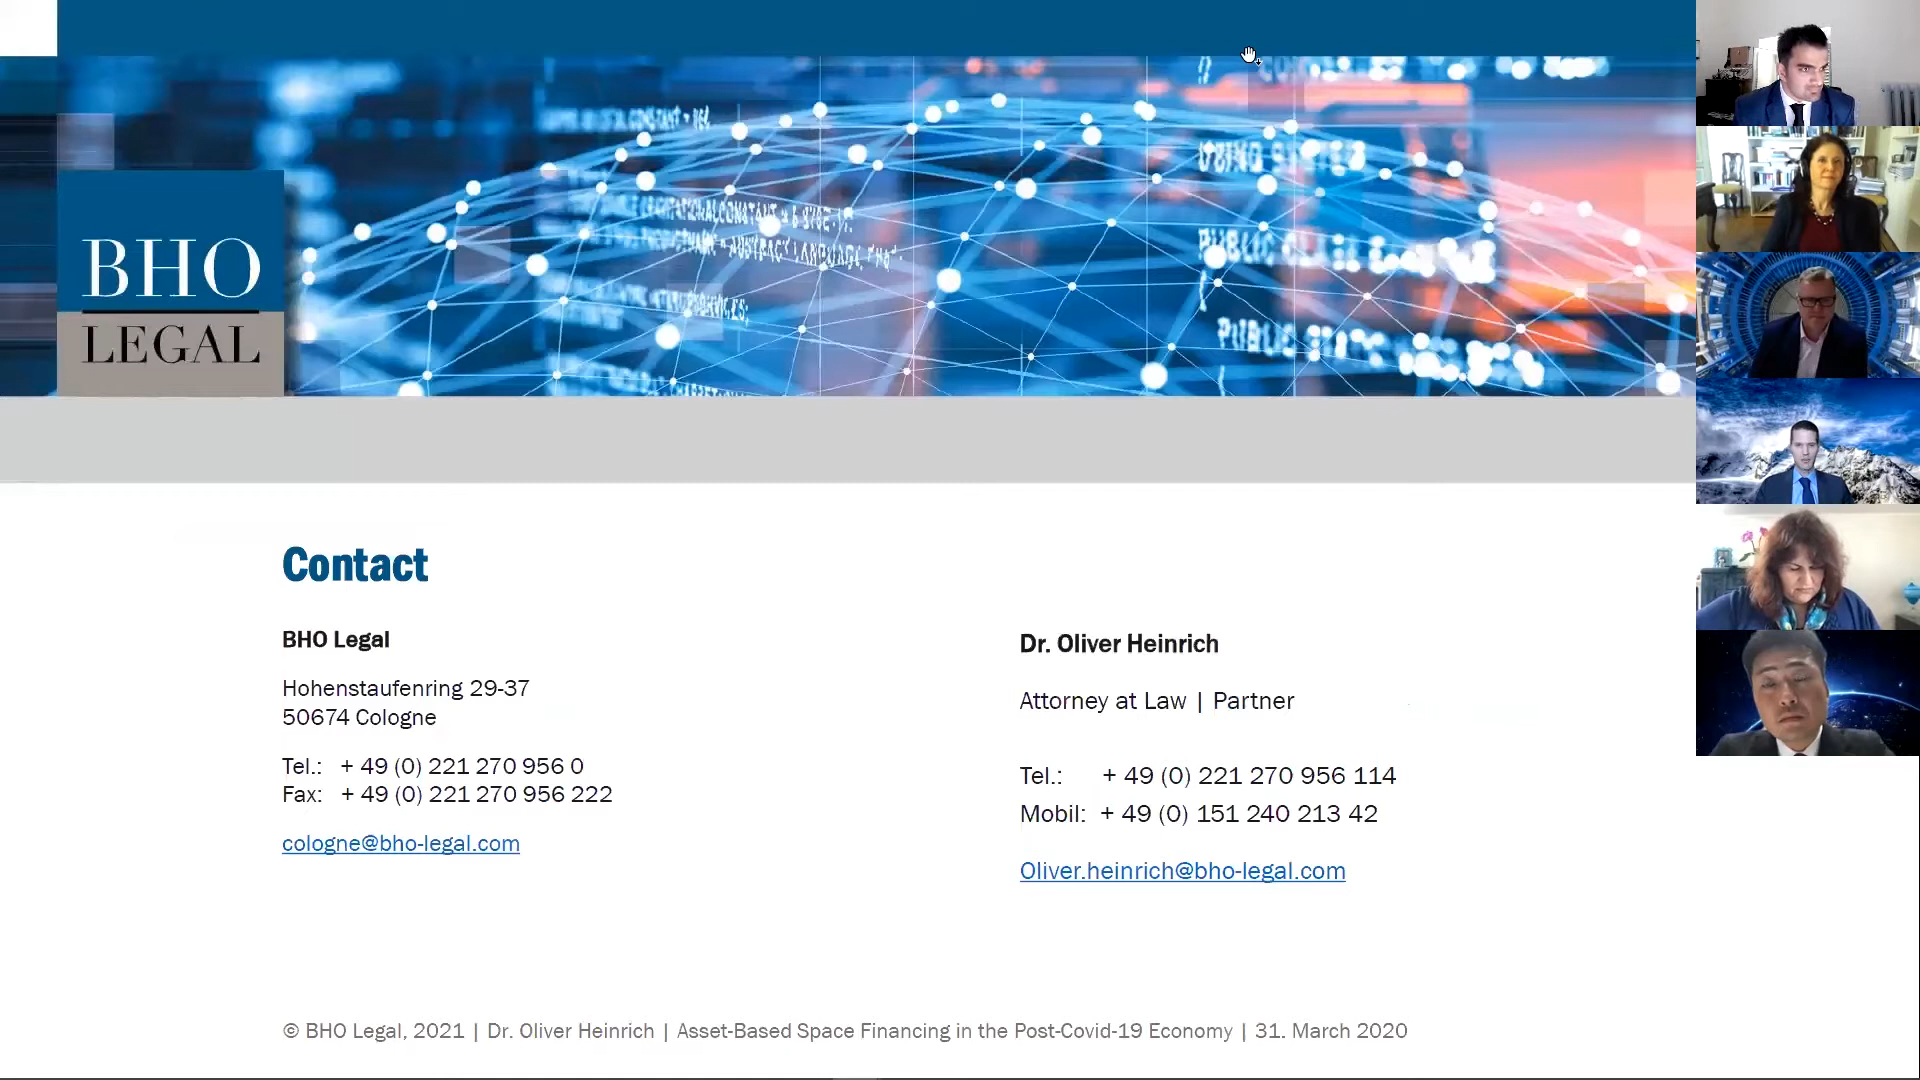 BHO
LEGAL
Contact
BHO Legal
Hohenstaufenring 29-37
50674 Cologne
Tel.: + 49 (0) 221 270 956 0
Fax: + 49 (0) 221 270 956 222
cologne@bho-legal.com
Dr. Oliver Heinrich
Attorney at Law | Partner
Tel.: + 49 (0) 221 270 956 114
Mobil: + 49 (0) 151 240 213 42
Oliver.heinrich@bho-legal.com
© BHO Legal, 2021 | Dr. Oliver Heinrich | Asset-Based Space Financing in the Post-Covid-19 Economy | 31. March 2020